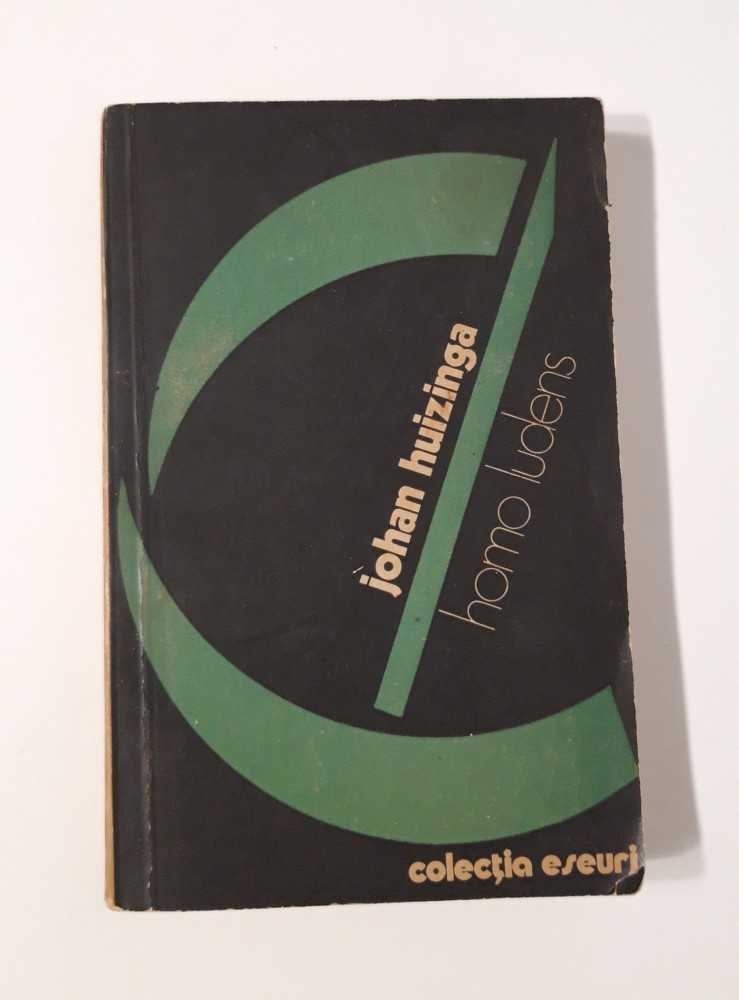 johan huizinga
homo ludens
colecția eseuri